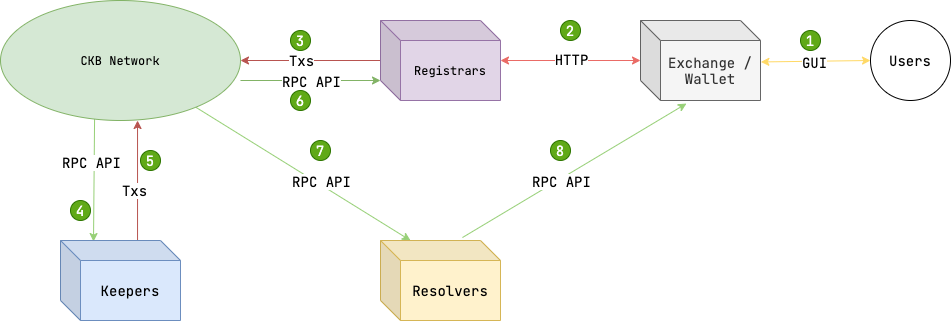 3
2
1
CKB Network
Txs
Registrars
HTTP
Exchange /
Wallet
GUI
Users
RPC API
6
RPC API
5
7
8
Txs
RPC API
RPC API
4
Keepers
Resolvers